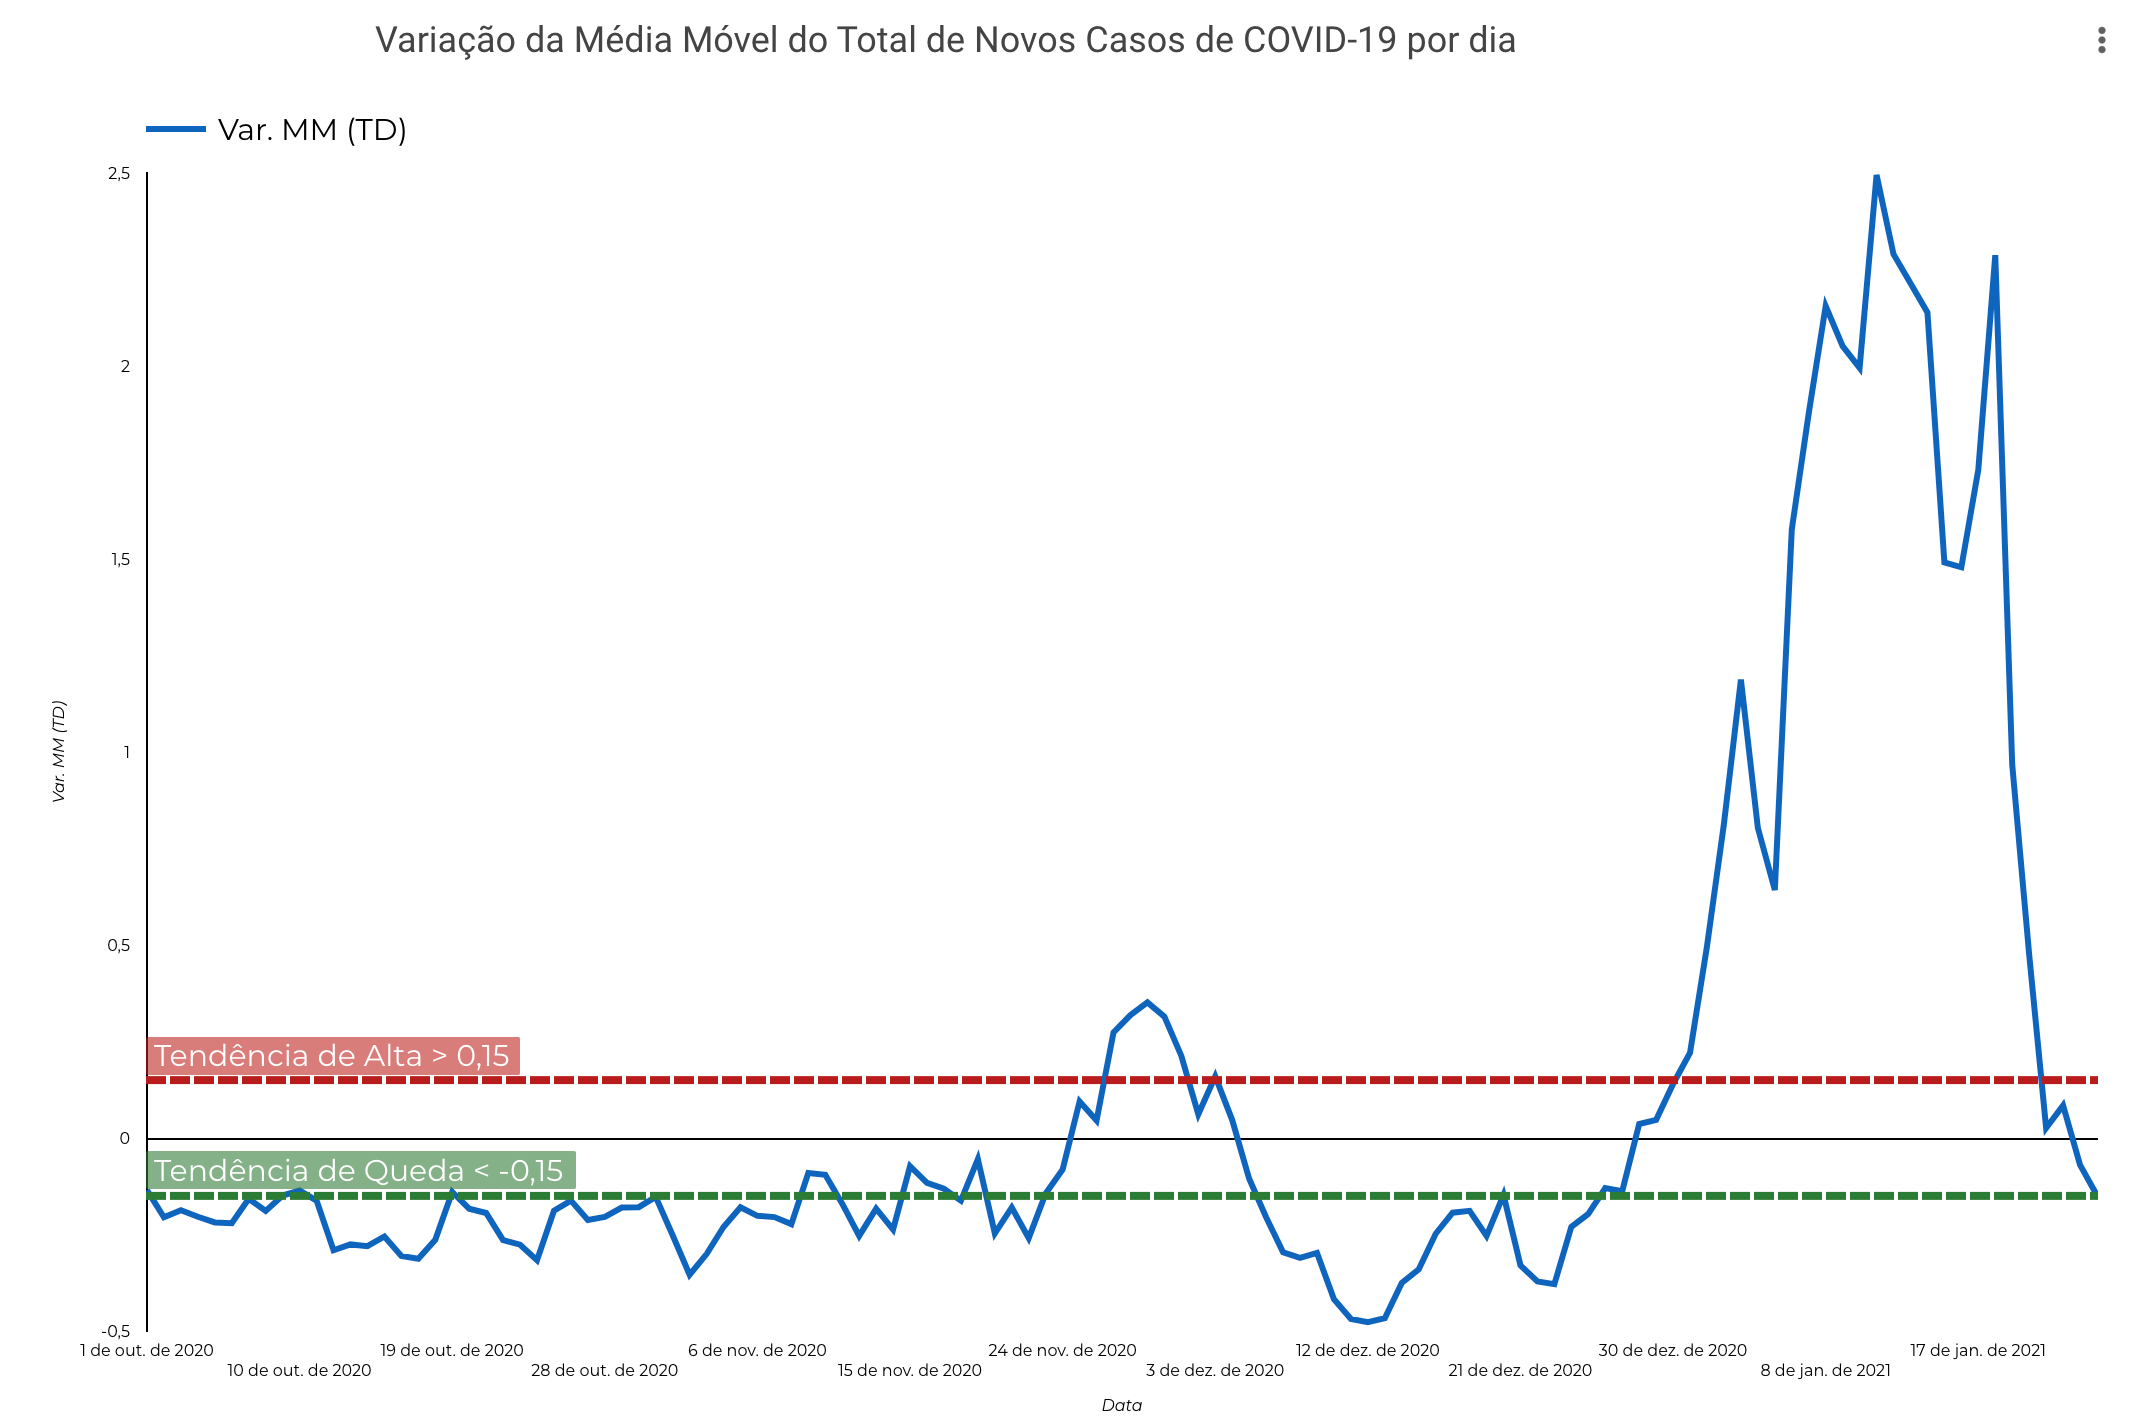 Variação da Média Móvel do Total de Novos Casos de COVID-19 por dia
Var. MM (TD)
2,5
2
1,5
1
0,5
0
-0,5
Var. MM (TD)
Tendência de Alta > 0,15
Tendência de Queda < -0,15
1 de out. de 2020
10 de out. de 2020
19 de out. de 2020
28 de out. de 2020
6 de nov. de 2020
15 de nov. de 2020
24 de nov. de 2020
3 de dez. de 2020
12 de dez. de 2020
21 de dez. de 2020
30 de dez. de 2020
8 de jan. de 2021
17 de jan. de 2021
Data